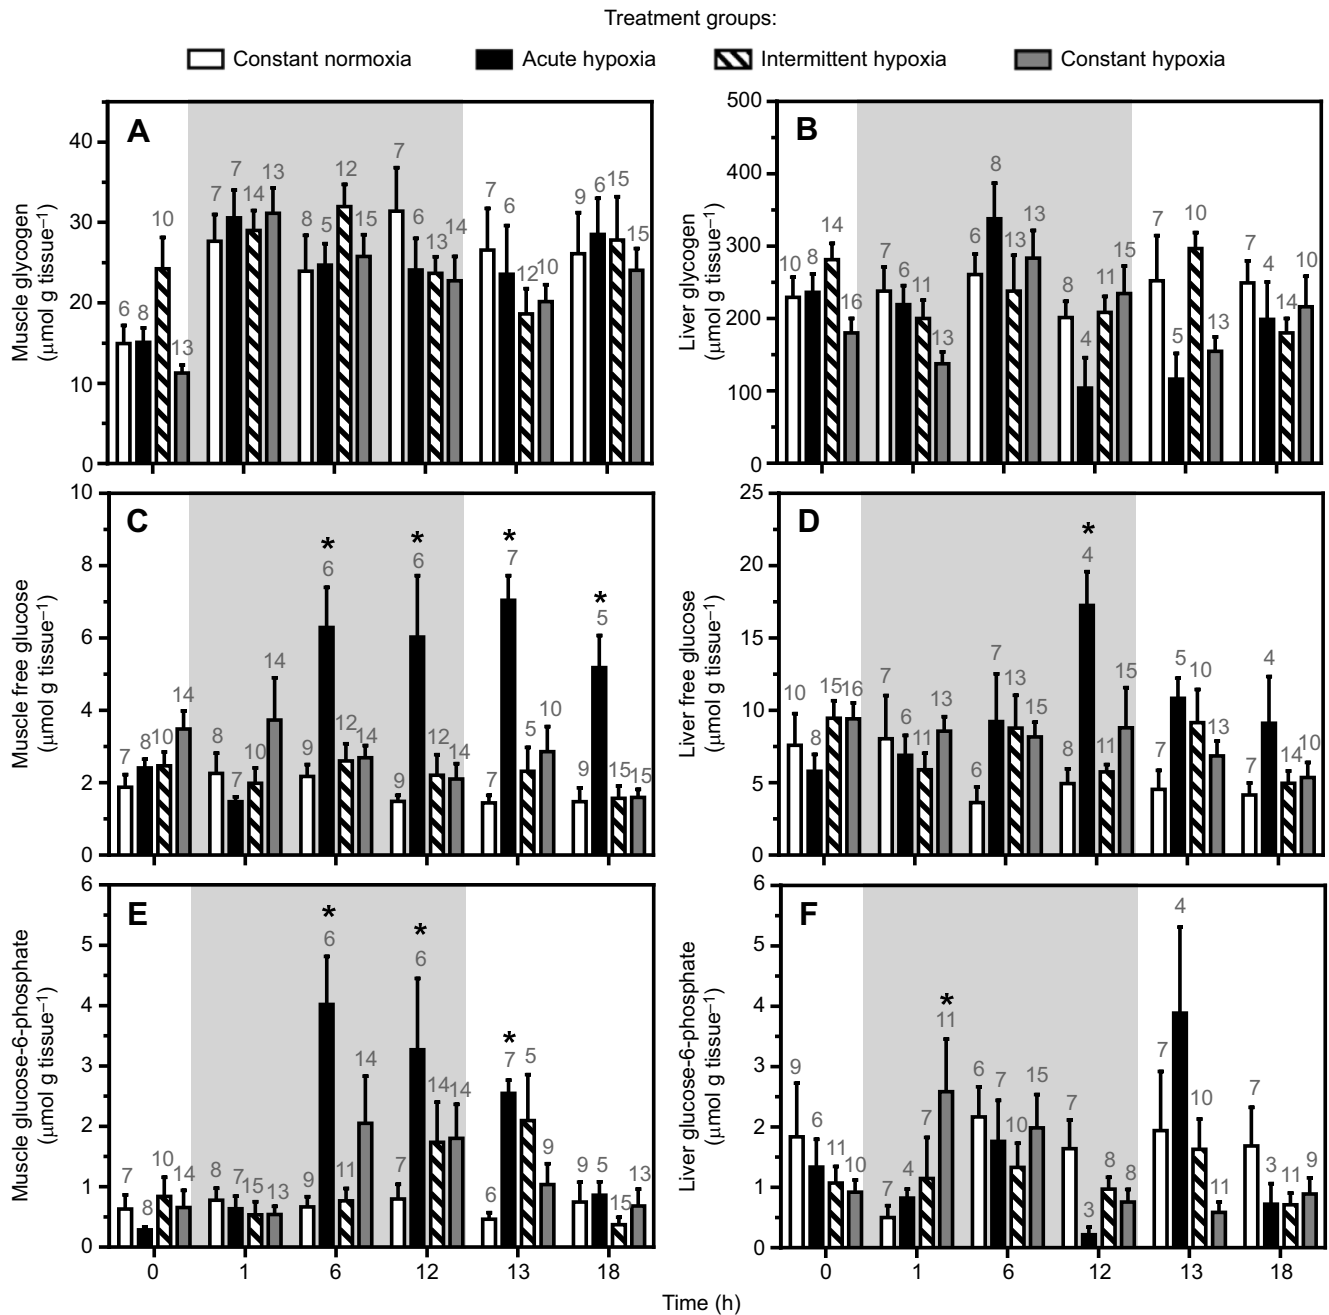 Treatment groups:
Constant normoxia Acute hypoxia Intermittent hypoxia Constant hypoxia
A
Muscle glycogen
(μmol g tissue⁻¹)
40
30
20
10
0
6 8 10 13
7 7 14 13
8 5 12 15
7 6 13 14
7 6 12 10
9 6 15 15
B
Liver glycogen
(μmol g tissue⁻¹)
500
400
300
200
100
0
10 8 14 16
7 6 11 13
6 8 13 13
8 4 11 15
7 5 10 13
7 4 14 10
C
Muscle free glucose
(μmol g tissue⁻¹)
10
8
6
4
2
0
7 8 10 14
8 7 10 14
*
9 6 12 14
*
9 6 12 14
*
7 7 5 10
*
9 5 15 15
D
Liver free glucose
(μmol g tissue⁻¹)
25
20
15
10
5
0
10 8 15 16
7 6 11 13
6 7 13 15
*
8 4 11 15
7 5 10 13
7 4 14 10
E
Muscle glucose-6-phosphate
(μmol g tissue⁻¹)
6
5
4
3
2
1
0
7 8 10 14
8 7 15 13
*
9 6 11 14
*
7 6 14 14
*
6 7 5 9
9 5 15 13
0 1 6 12 13 18
F
Liver glucose-6-phosphate
(μmol g tissue⁻¹)
6
5
4
3
2
1
0
9 6 11 10
*
7 4 7 11
6 7 10 15
7 3 8 8
7 4 10 11
7 3 11 9
0 1 6 12 13 18
Time (h)